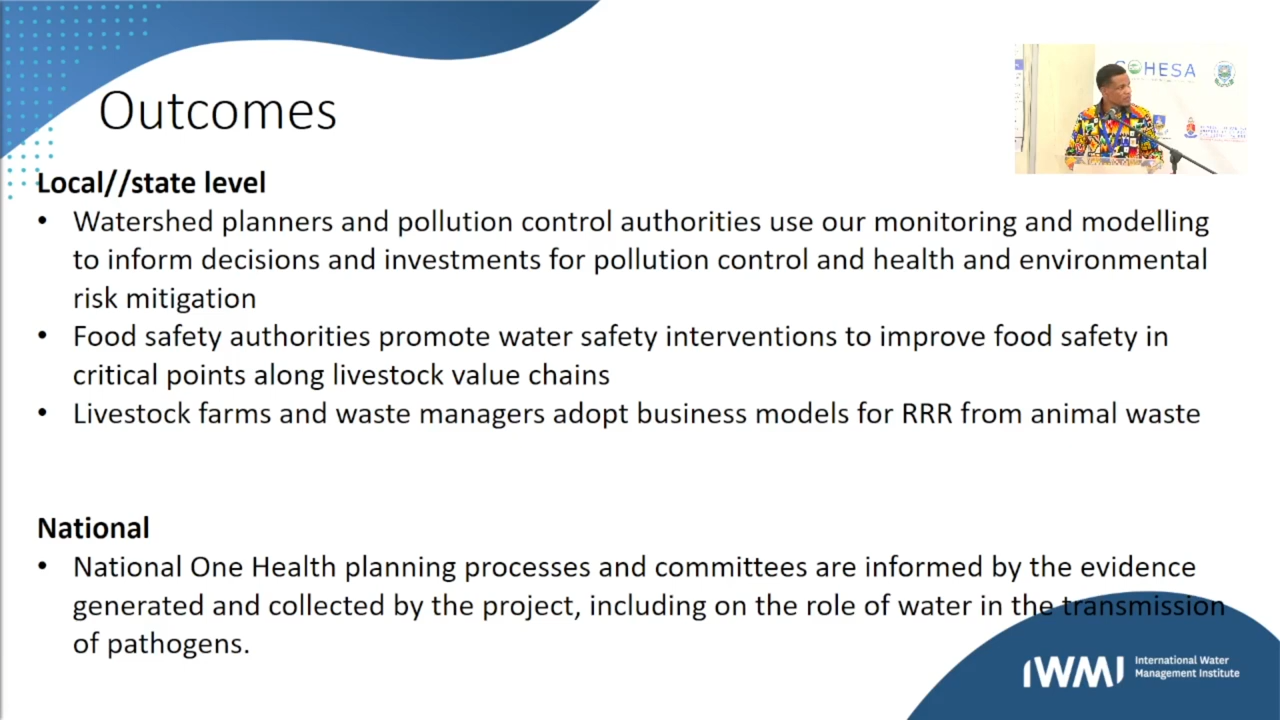 COHESA
Outcomes
Local//state level
• Watershed planners and pollution control authorities use our monitoring and modelling
to inform decisions and investments for pollution control and health and environmental
risk mitigation
• Food safety authorities promote water safety interventions to improve food safety in
critical points along livestock value chains
• Livestock farms and waste managers adopt business models for RRR from animal waste
National
• National One Health planning processes and committees are informed by the evidence
generated and collected by the project, including on the role of water in the transmission
of pathogens.
IWMI
International Water
Management Institute